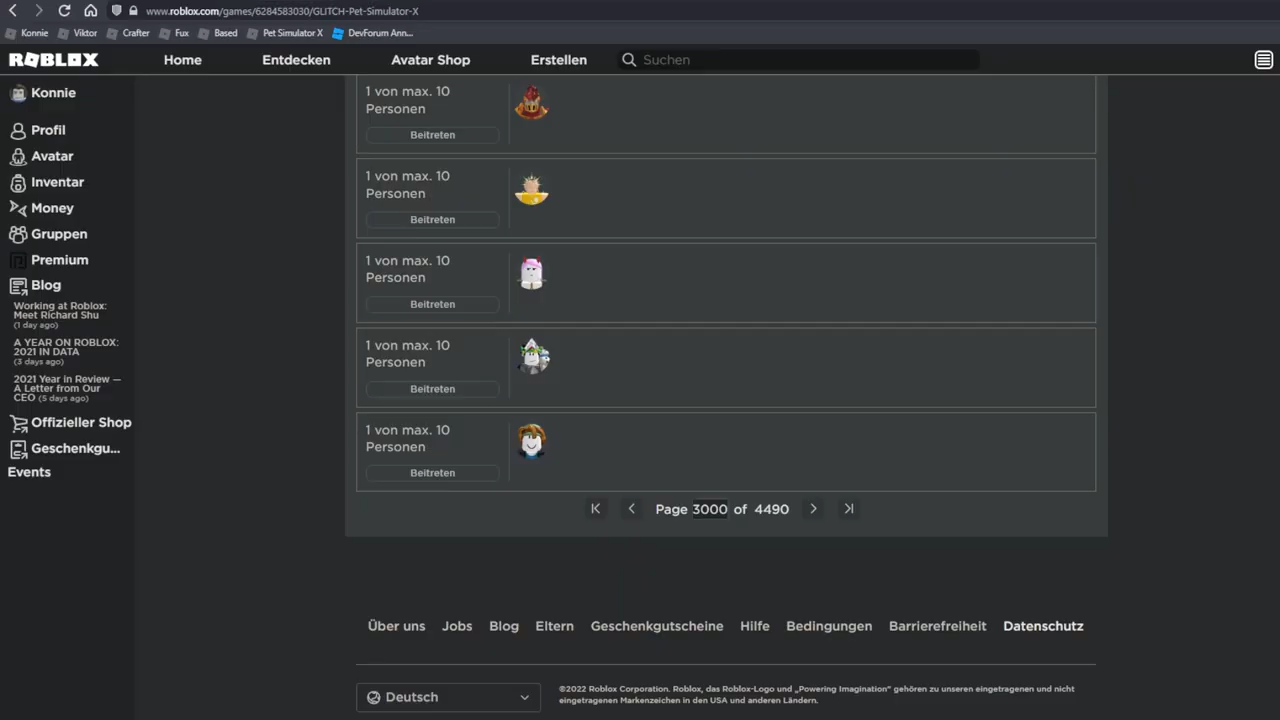 www.roblox.com/games/6284583030/GLITCH-Pet-Simulator-X
Konnie Viktor Crafter Fux Based Pet Simulator X DevForum Ann...
ROBLOX Home Entdecken Avatar Shop Erstellen Suchen
Konnie
Profil
Avatar
Inventar
Money
Gruppen
Premium
Blog
Working at Roblox:
Meet Richard Shu
(1 day ago)
A YEAR ON ROBLOX:
2021 IN DATA
(3 days ago)
2021 Year in Review —
A Letter from Our
CEO (5 days ago)
Offizieller Shop
Geschenkgu...
Events
1 von max. 10
Personen
Beitreten
1 von max. 10
Personen
Beitreten
1 von max. 10
Personen
Beitreten
1 von max. 10
Personen
Beitreten
1 von max. 10
Personen
Beitreten
Page 3000 of 4490
Über uns Jobs Blog Eltern Geschenkgutscheine Hilfe Bedingungen Barrierefreiheit Datenschutz
Deutsch
©2022 Roblox Corporation. Roblox, das Roblox-Logo und „Powering Imagination“ gehören zu unseren eingetragenen und nicht
eingetragenen Markenzeichen in den USA und anderen Ländern.